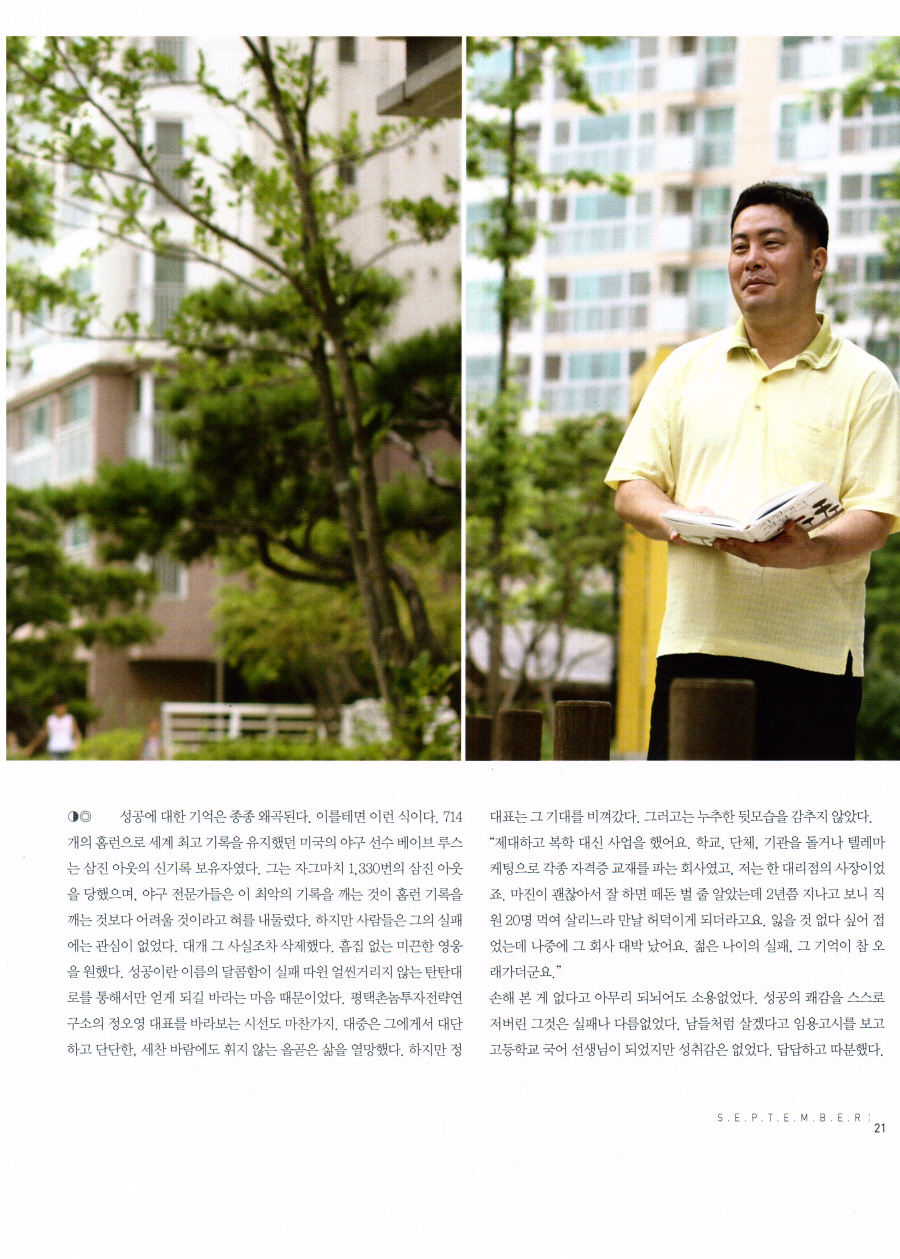 성공에 대한 기억은 종종 왜곡된다. 이를테면 이런 식이다. 714
개의 홈런으로 세계 최고 기록을 유지했던 미국의 야구 선수 베이브 루스
는 삼진 아웃의 신기록 보유자였다. 그는 자그마치 1,330번의 삼진 아웃
을 당했으며, 야구 전문가들은 이 최악의 기록을 깨는 것이 홈런 기록을
깨는 것보다 어려울 것이라고 혀를 내둘렀다. 하지만 사람들은 그의 실패
에는 관심이 없었다. 대개 그 사실조차 삭제했다. 흠집 없는 미끈한 영웅
을 원했다. 성공이란 이름의 달콤함이 실패 따윈 얼씬거리지 않는 탄탄대
로를 통해서만 얻게 되길 바라는 마음 때문이었다. 평택촌놈투자전략연
구소의 정오영 대표를 바라보는 시선도 마찬가지. 대중은 그에게서 대단
하고 단단한, 세찬 바람에도 휘지 않는 올곧은 삶을 열망했다. 하지만 정
대표는 그 기대를 비껴갔다. 그러고는 누추한 뒷모습을 감추지 않았다.
“제대하고 복학 대신 사업을 했어요. 학교, 단체, 기관을 돌거나 텔레마
케팅으로 각종 자격증 교재를 파는 회사였고, 저는 한 대리점의 사장이었
죠. 마진이 괜찮아서 잘 하면 떼돈 벌 줄 알았는데 2년쯤 지나고 보니 직
원 20명 먹여 살리느라 만날 허덕이게 되더라고요. 잃을 것 없다 싶어 접
었는데 나중에 그 회사 대박 났어요. 젊은 나이의 실패, 그 기억이 참 오
래가더군요.”
손해 본 게 없다고 아무리 되뇌어도 소용없었다. 성공의 쾌감을 스스로
저버린 그것은 실패나 다름없었다. 남들처럼 살겠다고 임용고시를 보고
고등학교 국어 선생님이 되었지만 성취감은 없었다. 답답하고 따분했다.
S.E.P.T.E.M.B.E.R
21